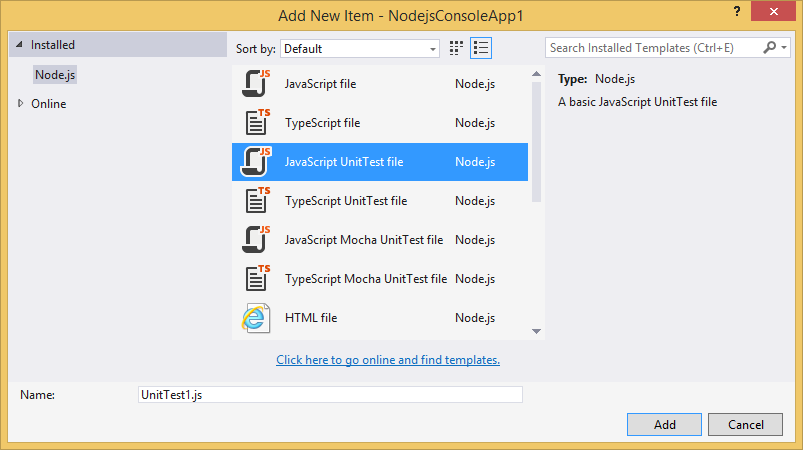 Add New Item - NodejsConsoleApp1
? ×
Installed
Node.js
Online
Sort by: Default
Search Installed Templates (Ctrl+E)
JS JavaScript file Node.js
TS TypeScript file Node.js
JS JavaScript UnitTest file Node.js
TS TypeScript UnitTest file Node.js
JS JavaScript Mocha UnitTest file Node.js
TS TypeScript Mocha UnitTest file Node.js
HTML file Node.js
Type: Node.js
A basic JavaScript UnitTest file
Click here to go online and find templates.
Name: UnitTest1.js
Add Cancel